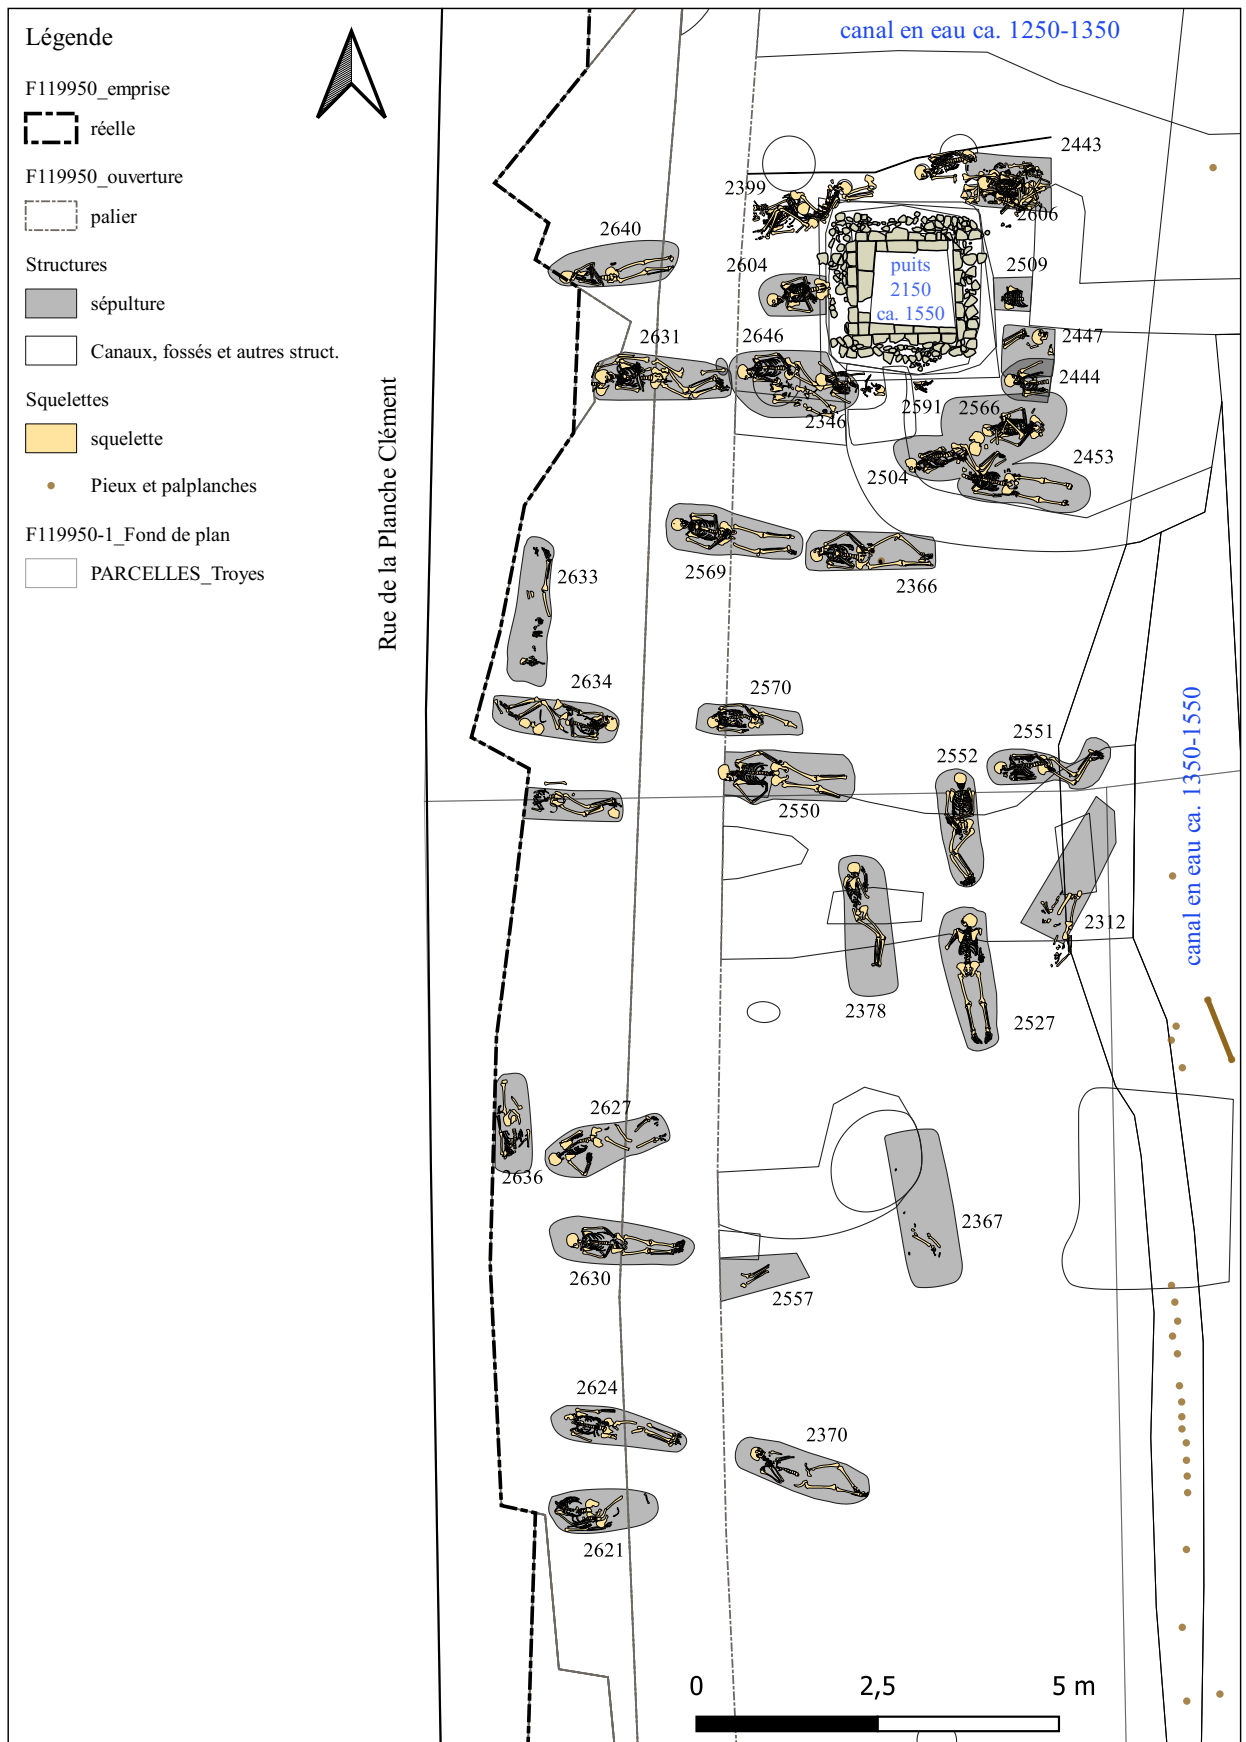 Légende
F119950_emprise
réelle
F119950_ouverture
palier
Structures
sépulture
Canaux, fossés et autres struct.
Squelettes
squelette
Pieux et palplanches
F119950-1_Fond de plan
PARCELLES_Troyes
Rue de la Planche Clément
canal en eau ca. 1250-1350
2443
2399
2606
2640
2604
puits
2150
ca. 1550
2509
2631
2646
2447
2444
2591
2566
2346
2504
2453
2569
2366
2633
2634
2570
2551
2552
2550
canal en eau ca. 1350-1550
2312
2378
2527
2627
2636
2367
2630
2557
2624
2370
2621
0
2,5
5 m